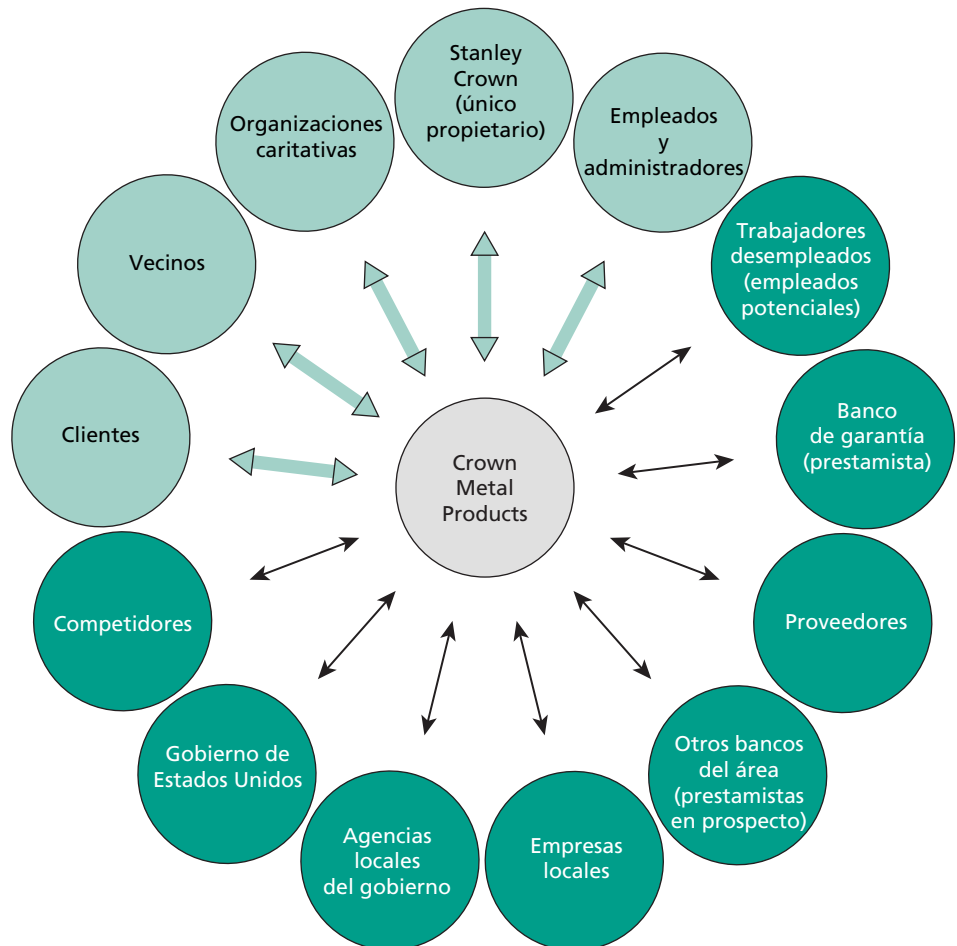 Stanley
Crown
(único
propietario)
Empleados
y
administradores
Trabajadores
desempleados
(empleados
potenciales)
Banco
de garantía
(prestamista)
Proveedores
Otros bancos
del área
(prestamistas
en prospecto)
Empresas
locales
Agencias
locales
del gobierno
Gobierno de
Estados Unidos
Competidores
Clientes
Vecinos
Organizaciones
caritativas
Crown
Metal
Products